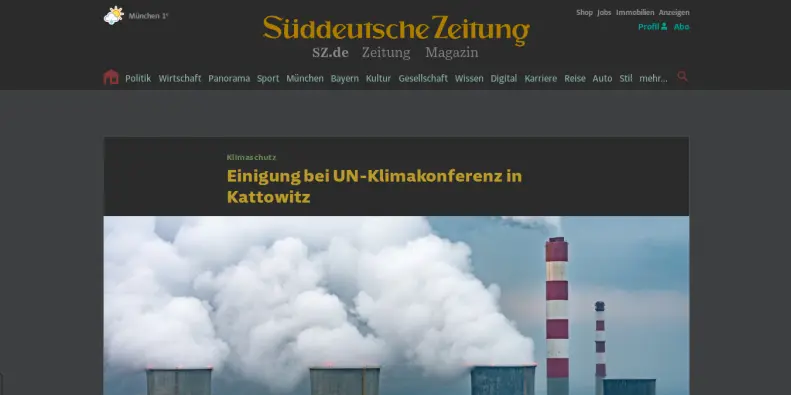 München 1°
Shop Jobs Immobilien Anzeigen
Süddeutsche Zeitung
Profil Abo
SZ.de Zeitung Magazin
Politik Wirtschaft Panorama Sport München Bayern Kultur Gesellschaft Wissen Digital Karriere Reise Auto Stil mehr...
Klimaschutz
Einigung bei UN-Klimakonferenz in
Kattowitz